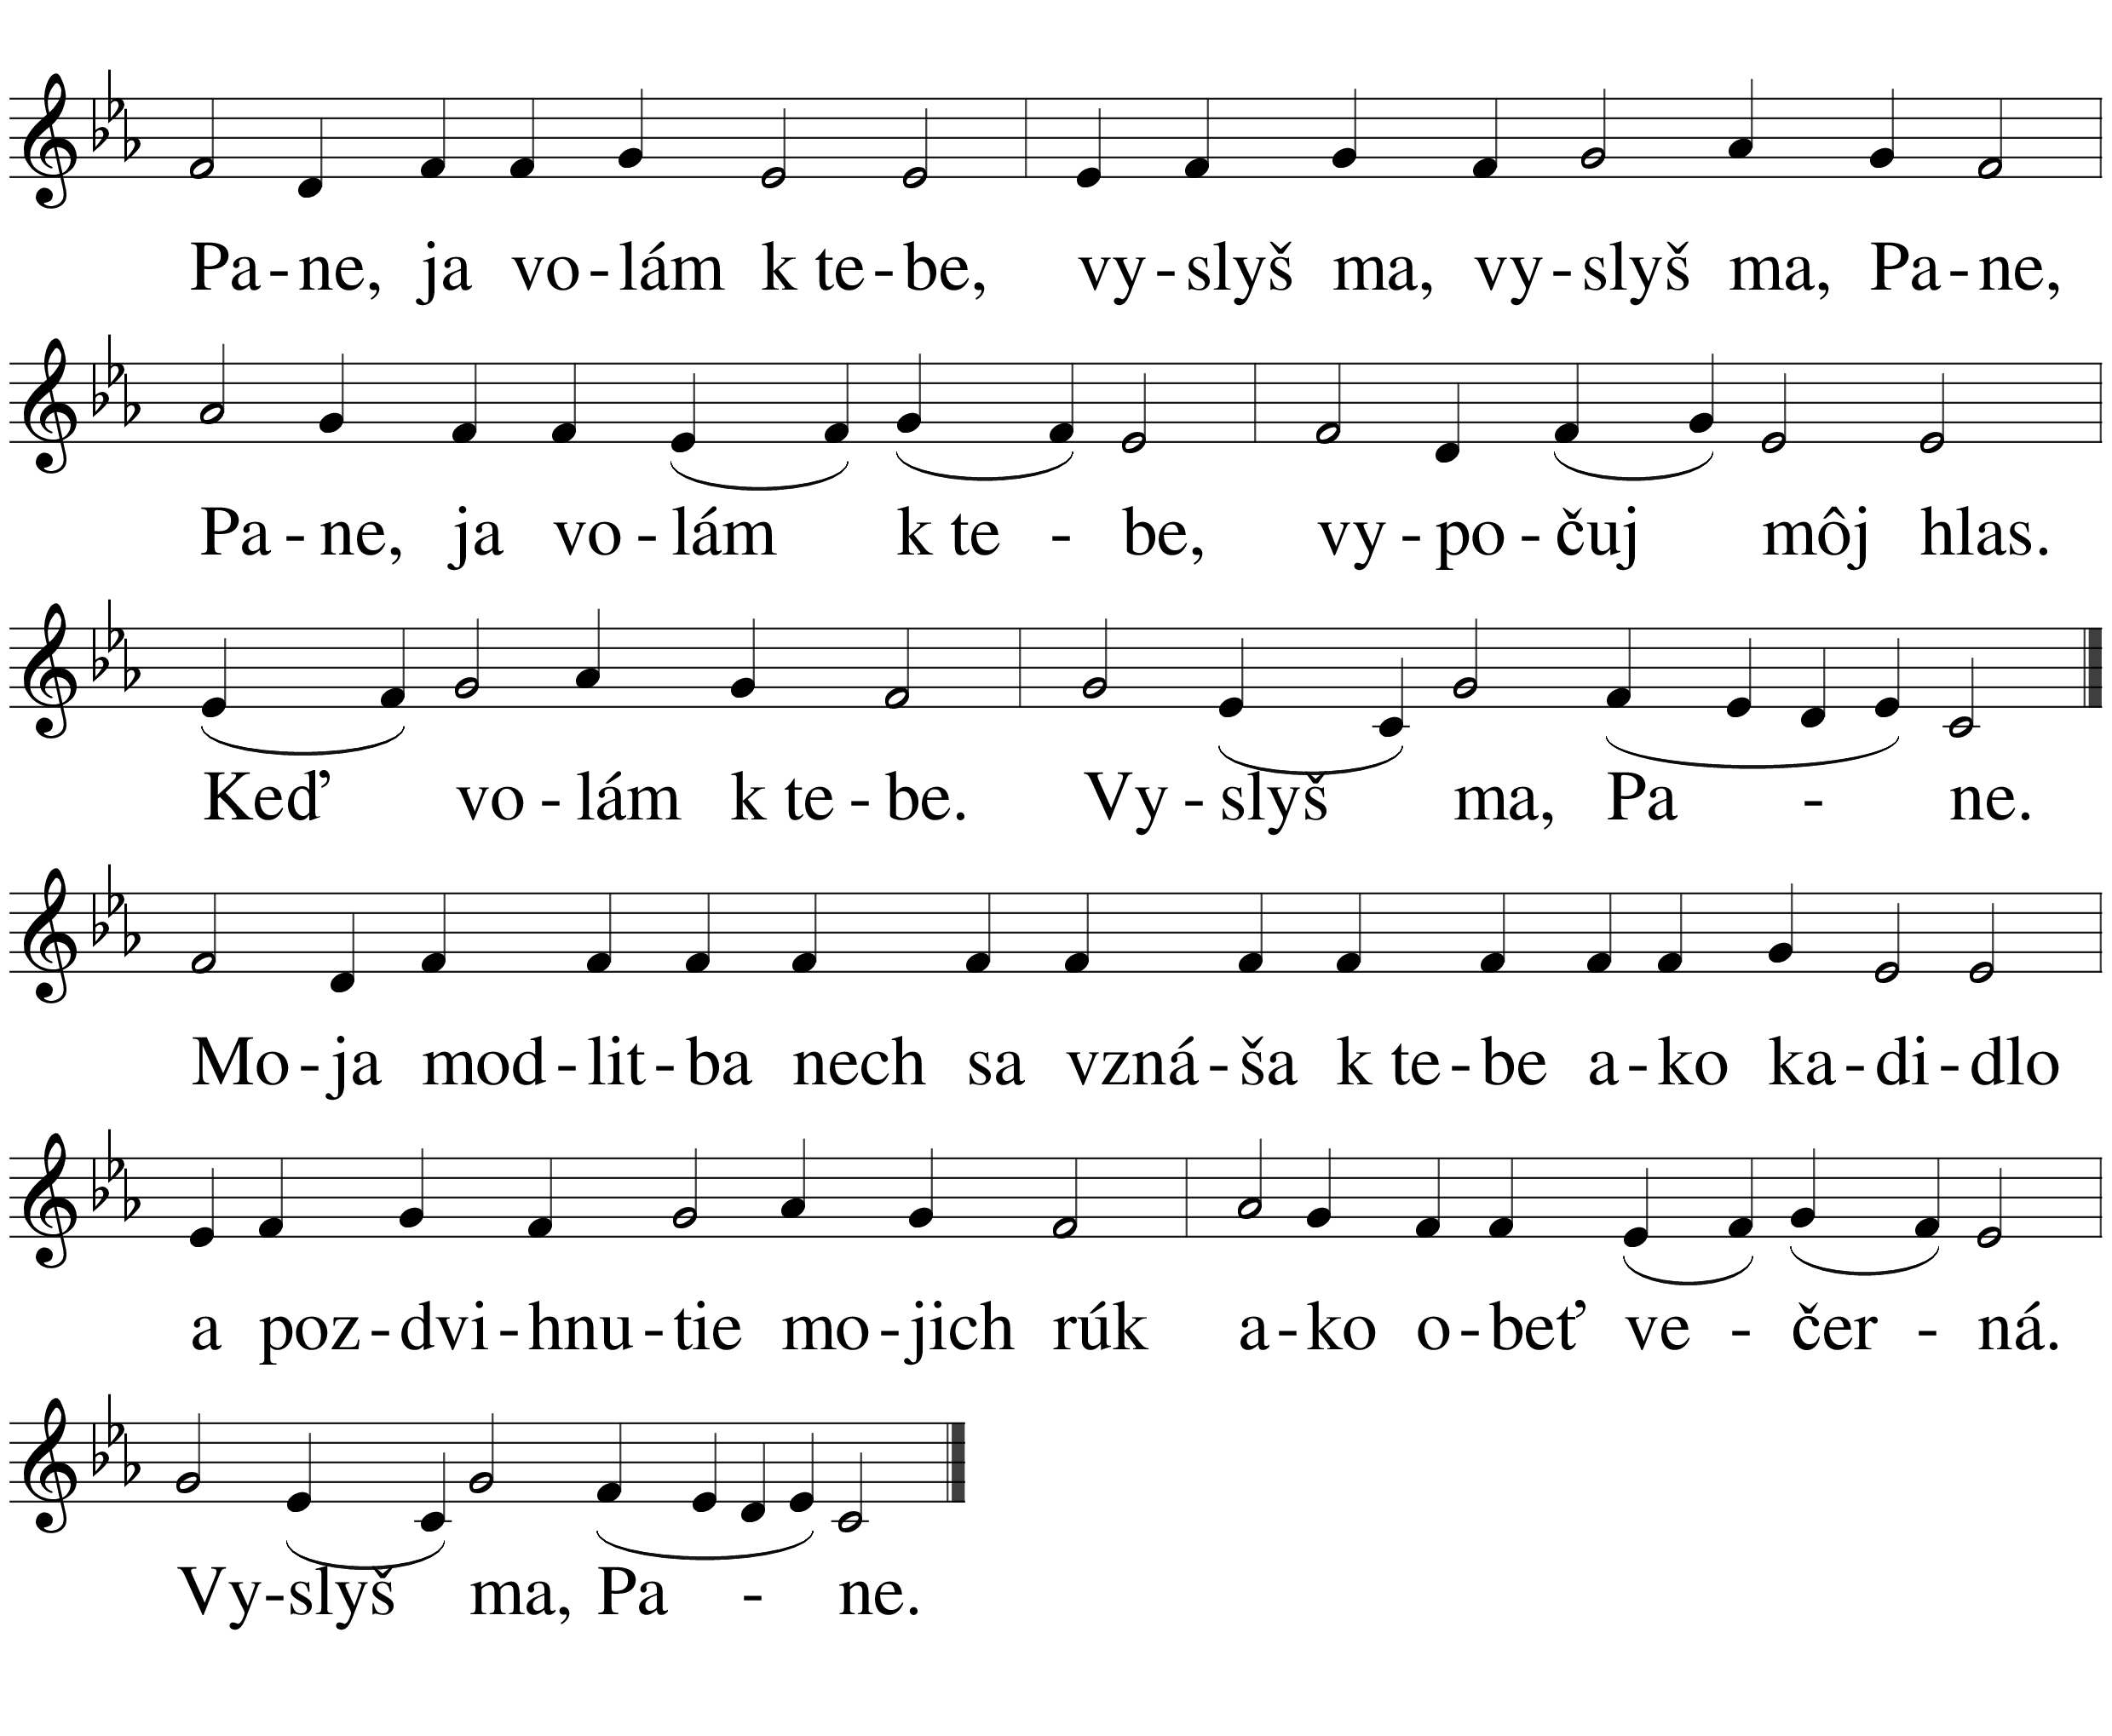 Pa-ne, ja vo-lám k te-be, vy-slyš ma, vy-slyš ma, Pa-ne,
Pa-ne, ja vo-lám k te-be, vy-po-čuj môj hlas.
Keď vo-lám k te-be. Vy-slyš ma, Pa-ne.
Mo-ja mod-lit-ba nech sa vzná-ša k te-be a-ko ka-di-dlo
a poz-dvi-hnu-tie mo-jich rúk a-ko o-beť ve-čer-ná.
Vy-slyš ma, Pa-ne.